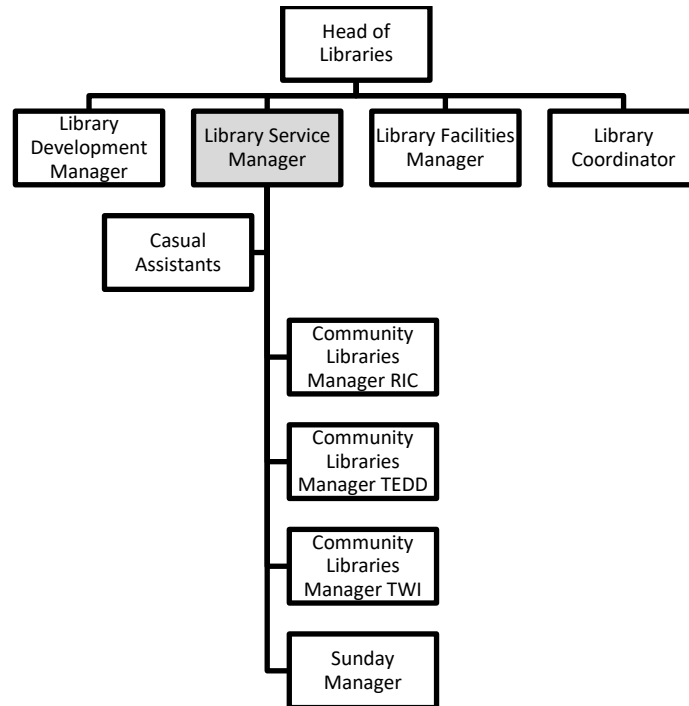 Head of
Libraries
Library
Development
Manager
Library Service
Manager
Library Facilities
Manager
Library
Coordinator
Casual
Assistants
Community
Libraries
Manager RIC
Community
Libraries
Manager TEDD
Community
Libraries
Manager TWI
Sunday
Manager